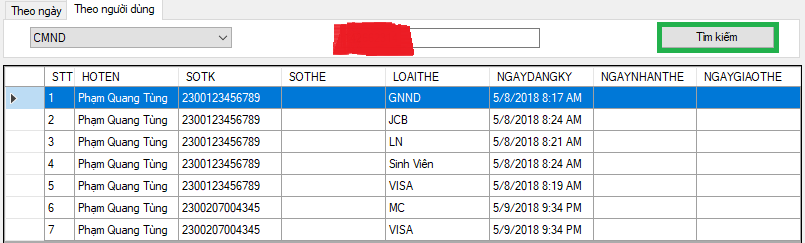 Theo ngày Theo người dùng
CMND Tìm kiếm
STT HOTEN SOTK SOTHE LOAITHE NGAYDANGKY NGAYNHANTHE NGAYGIAOTHE
1 Phạm Quang Tùng 2300123456789 GNND 5/8/2018 8:17 AM
2 Phạm Quang Tùng 2300123456789 JCB 5/8/2018 8:24 AM
3 Phạm Quang Tùng 2300123456789 LN 5/8/2018 8:21 AM
4 Phạm Quang Tùng 2300123456789 Sinh Viên 5/8/2018 8:24 AM
5 Phạm Quang Tùng 2300123456789 VISA 5/8/2018 8:19 AM
6 Phạm Quang Tùng 2300207004345 MC 5/9/2018 9:34 PM
7 Phạm Quang Tùng 2300207004345 VISA 5/9/2018 9:34 PM